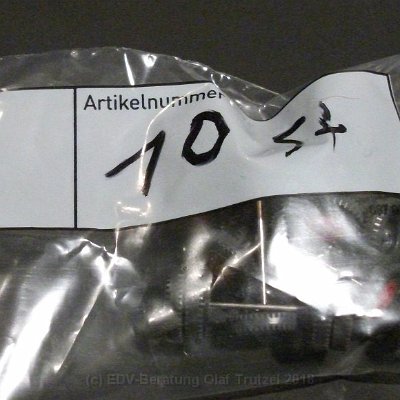 Artikelnummer
10 St
(c) EDV-Beratung Olaf Trutzel 2018